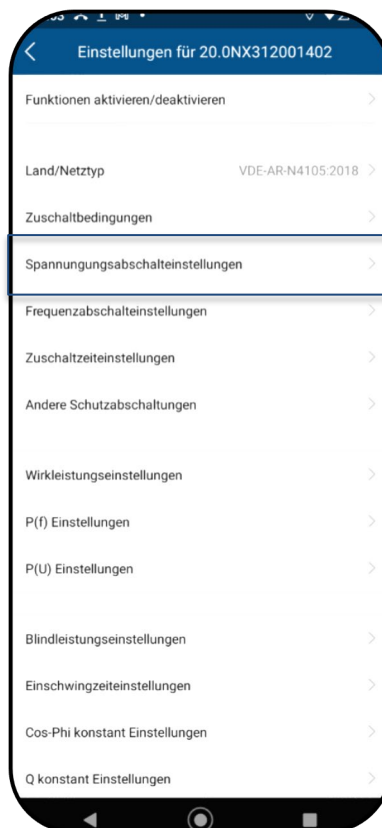 Einstellungen für 20.0NX312001402
Funktionen aktivieren/deaktivieren
Land/Netztyp VDE-AR-N4105:2018
Zuschaltbedingungen
Spannungungsabschalteinstellungen
Frequenzabschalteinstellungen
Zuschaltzeiteinstellungen
Andere Schutzabschaltungen
Wirkleistungseinstellungen
P(f) Einstellungen
P(U) Einstellungen
Blindleistungseinstellungen
Einschwingzeiteinstellungen
Cos-Phi konstant Einstellungen
Q konstant Einstellungen